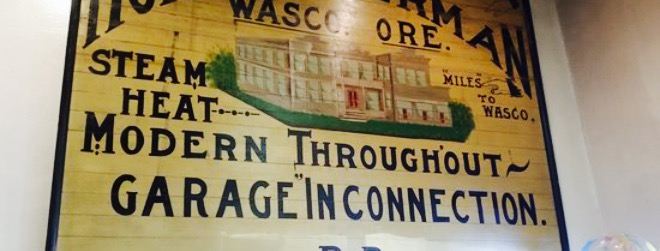 WASCO. ORE.
STEAM
HEAT
"MILES"
TO
WASCO.
MODERN THROUGHOUT
GARAGE "IN CONNECTION.